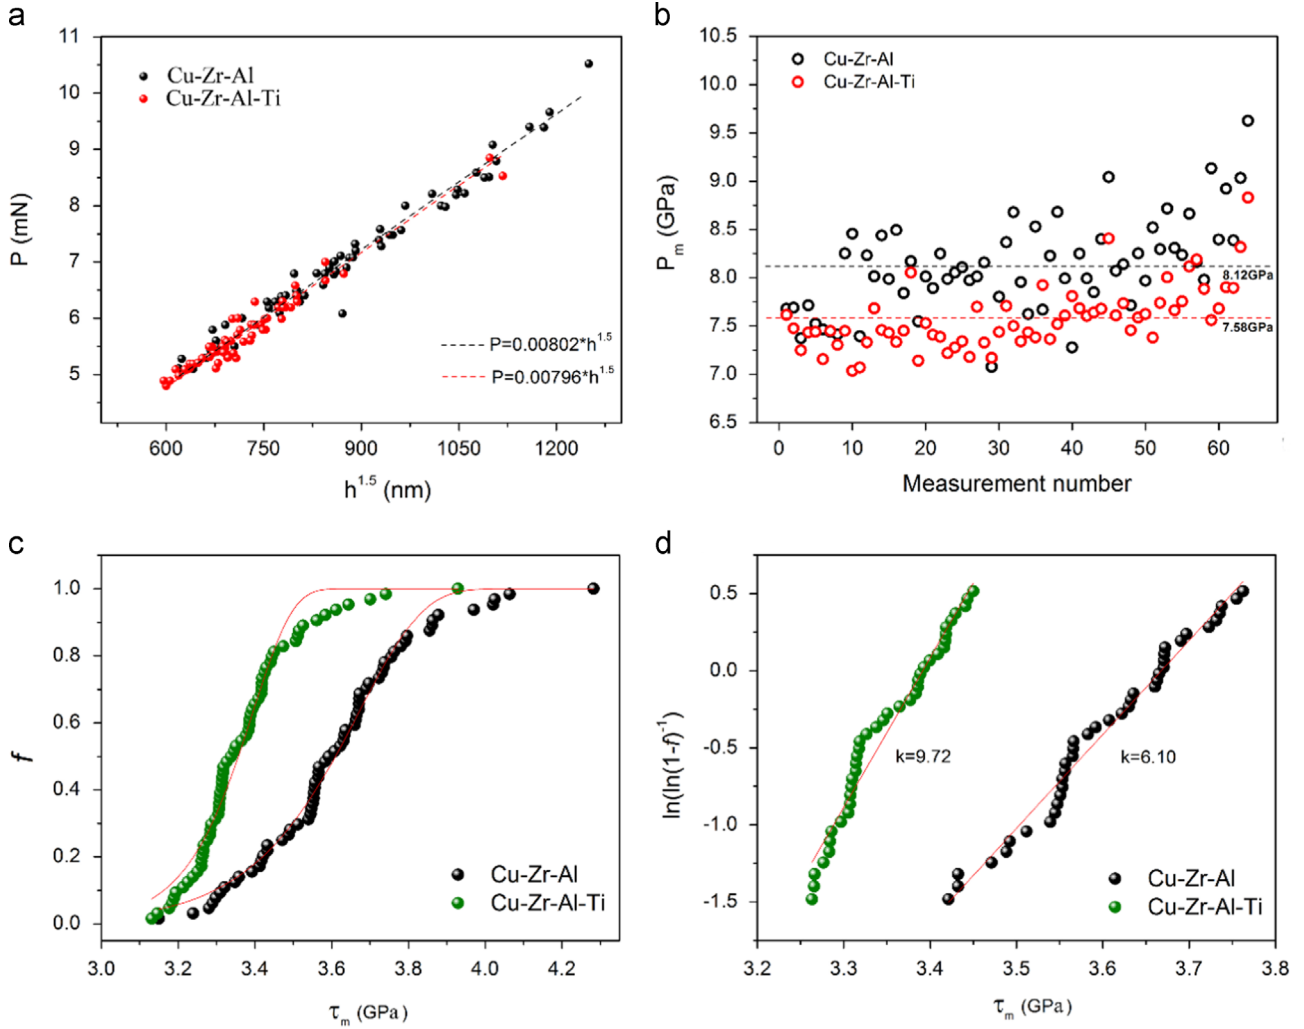 a
11
10
9
8
7
6
5
P (mN)
Cu-Zr-Al
Cu-Zr-Al-Ti
P=0.00802*h^1.5
P=0.00796*h^1.5
600 750 900 1050 1200
h^1.5 (nm)
b
10.5
10.0
9.5
9.0
8.5
8.0
7.5
7.0
6.5
P_m (GPa)
Cu-Zr-Al
Cu-Zr-Al-Ti
8.12GPa
7.58GPa
0 10 20 30 40 50 60
Measurement number
c
1.0
0.8
0.6
0.4
0.2
0.0
f
Cu-Zr-Al
Cu-Zr-Al-Ti
3.0 3.2 3.4 3.6 3.8 4.0 4.2
τ_m (GPa)
d
0.5
0.0
-0.5
-1.0
-1.5
ln(ln(1-f)^-1)
k=9.72
k=6.10
Cu-Zr-Al
Cu-Zr-Al-Ti
3.2 3.3 3.4 3.5 3.6 3.7 3.8
τ_m (GPa)